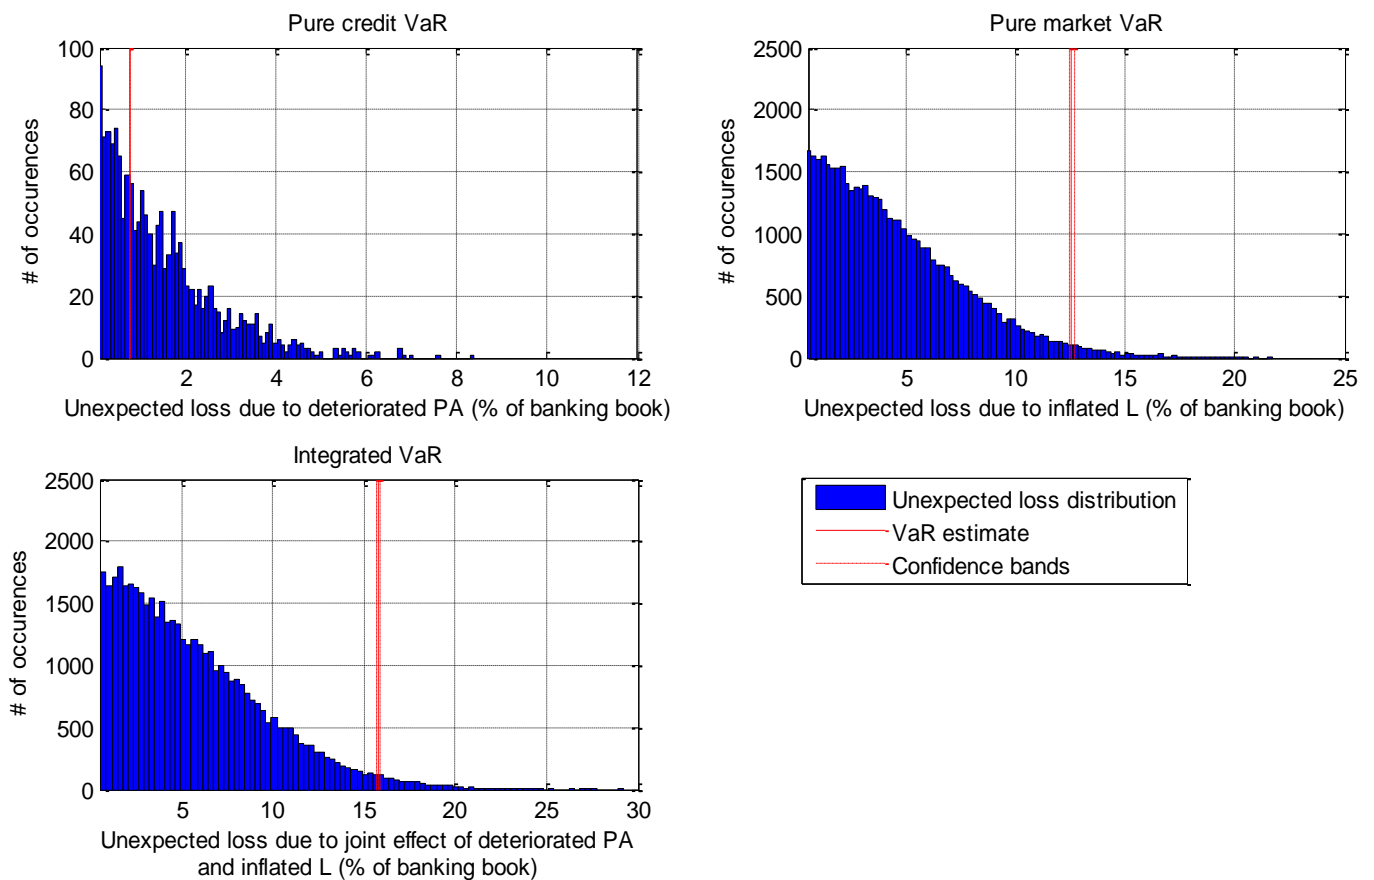 Pure credit VaR
100
80
60
40
20
0
# of occurences
2 4 6 8 10 12
Unexpected loss due to deteriorated PA (% of banking book)
Pure market VaR
2500
2000
1500
1000
500
0
# of occurences
5 10 15 20 25
Unexpected loss due to inflated L (% of banking book)
Integrated VaR
2500
2000
1500
1000
500
0
# of occurences
5 10 15 20 25 30
Unexpected loss due to joint effect of deteriorated PA
and inflated L (% of banking book)
Unexpected loss distribution
VaR estimate
Confidence bands